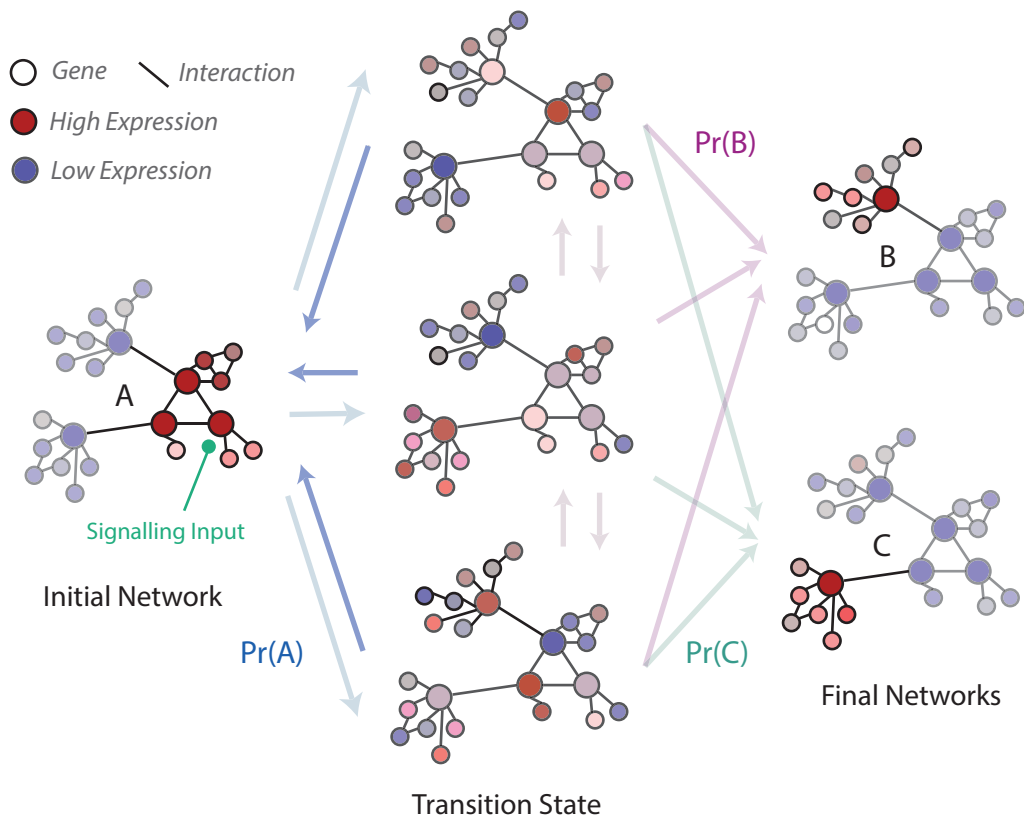 Gene
Interaction
High Expression
Low Expression
Pr(B)
B
A
Signalling Input
C
Initial Network
Pr(A)
Pr(C)
Final Networks
Transition State